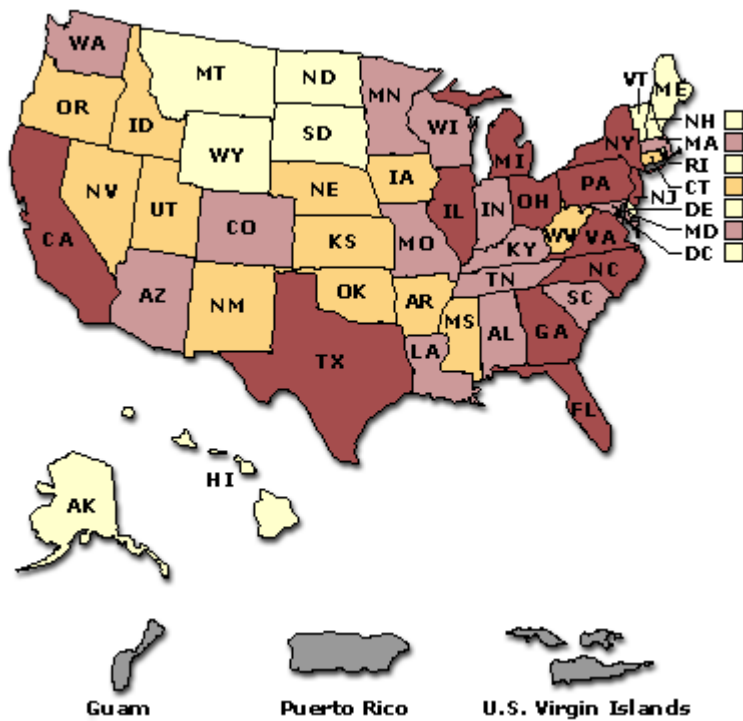 WA
MT
ND
MN
VT
ME
OR
ID
SD
WI
NH
NY
MA
WY
MI
RI
NV
UT
NE
IA
PA
CT
CA
CO
IL
IN
OH
NJ
DE
KS
MO
WV
VA
MD
KY
DC
AZ
NM
OK
AR
TN
NC
SC
MS
AL
GA
TX
LA
FL
HI
AK
Guam
Puerto Rico
U.S. Virgin Islands